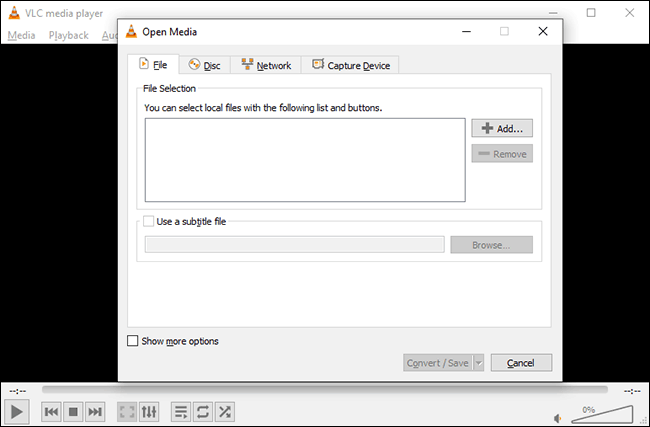 VLC media player
Media Playback Au
Open Media
File Disc Network Capture Device
File Selection
You can select local files with the following list and buttons.
Add...
Remove
Use a subtitle file
Browse...
Show more options
Convert / Save Cancel
--:-- --:--
0%